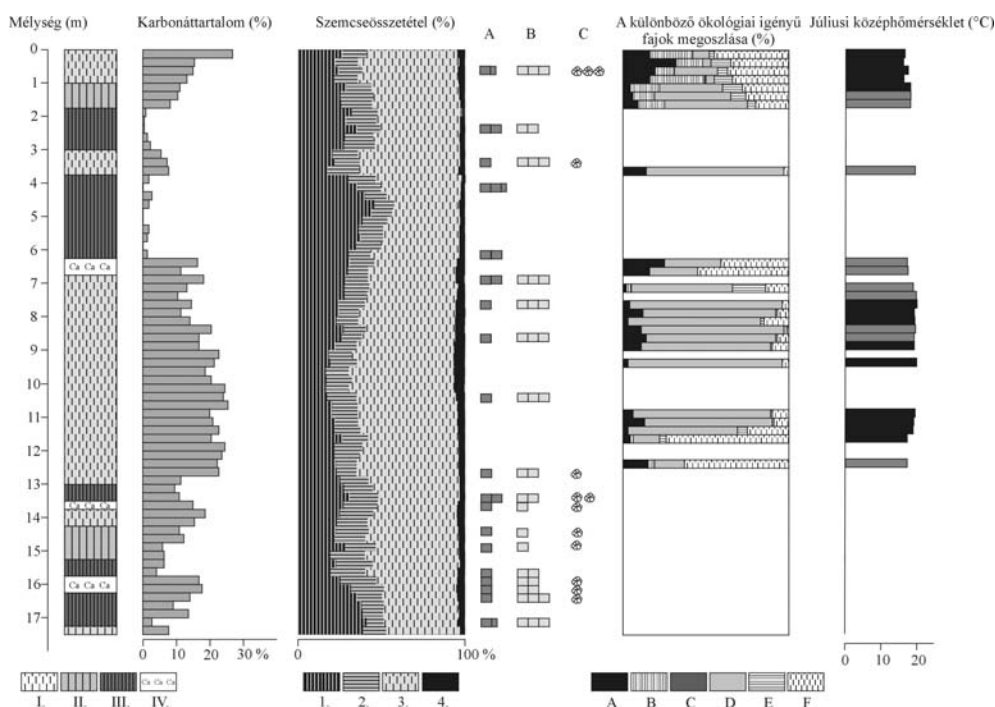 Mélység (m)
Karbonáttartalom (%)
Szemcseösszetétel (%)
A különböző ökológiai igényű
fajok megoszlása (%)
Júliusi középhőmérséklet (°C)
A B C
0
1
2
3
4
5
6
7
8
9
10
11
12
13
14
15
16
17
Ca Ca Ca
Ca Ca Ca
Ca Ca Ca
0 10 20 30 %
0 100 %
A B C
0 10 20
Ca Ca
I. II. III. IV.
1. 2. 3. 4.
A B C D E F